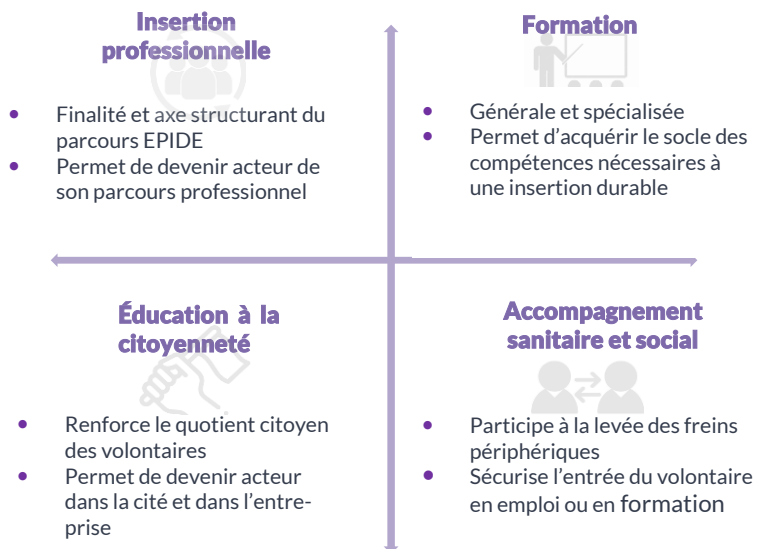 Insertion
professionnelle
• Finalité et axe structurant du
parcours EPIDE
• Permet de devenir acteur de
son parcours professionnel
Formation
• Générale et spécialisée
• Permet d’acquérir le socle des
compétences nécessaires à
une insertion durable
Éducation à la
citoyenneté
• Renforce le quotient citoyen
des volontaires
• Permet de devenir acteur
dans la cité et dans l’entre-
prise
Accompagnement
sanitaire et social
• Participe à la levée des freins
périphériques
• Sécurise l’entrée du volontaire
en emploi ou en formation